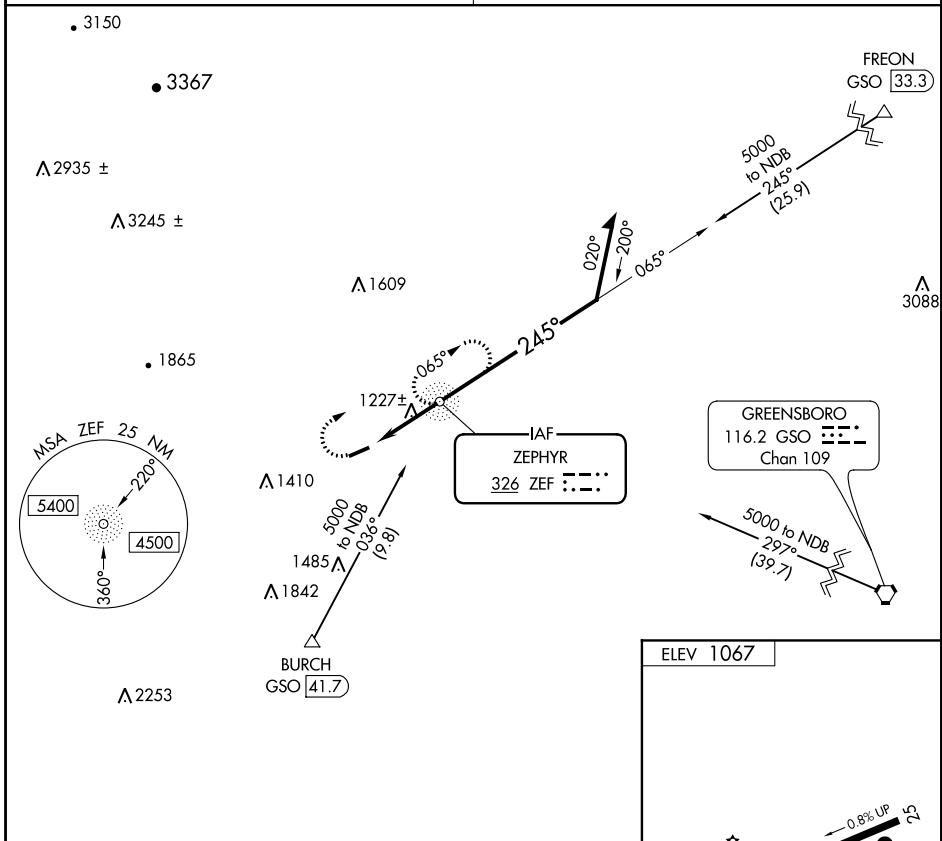 3150
3367
FREON
GSO 33.3
2935 ±
5000
to NDB
245°
(25.9)
3245 ±
020°
200°
065°
1609
3088
245°
1865
065°
1227±
IAF
ZEPHYR
326 ZEF
GREENSBORO
116.2 GSO
Chan 109
MSA ZEF 25 NM
220°
5400
4500
360°
1410
5000
to NDB
036°
(9.8)
5000 to NDB
297°
(39.7)
1485
1842
BURCH
GSO 41.7
2253
ELEV 1067
0.8% UP
25